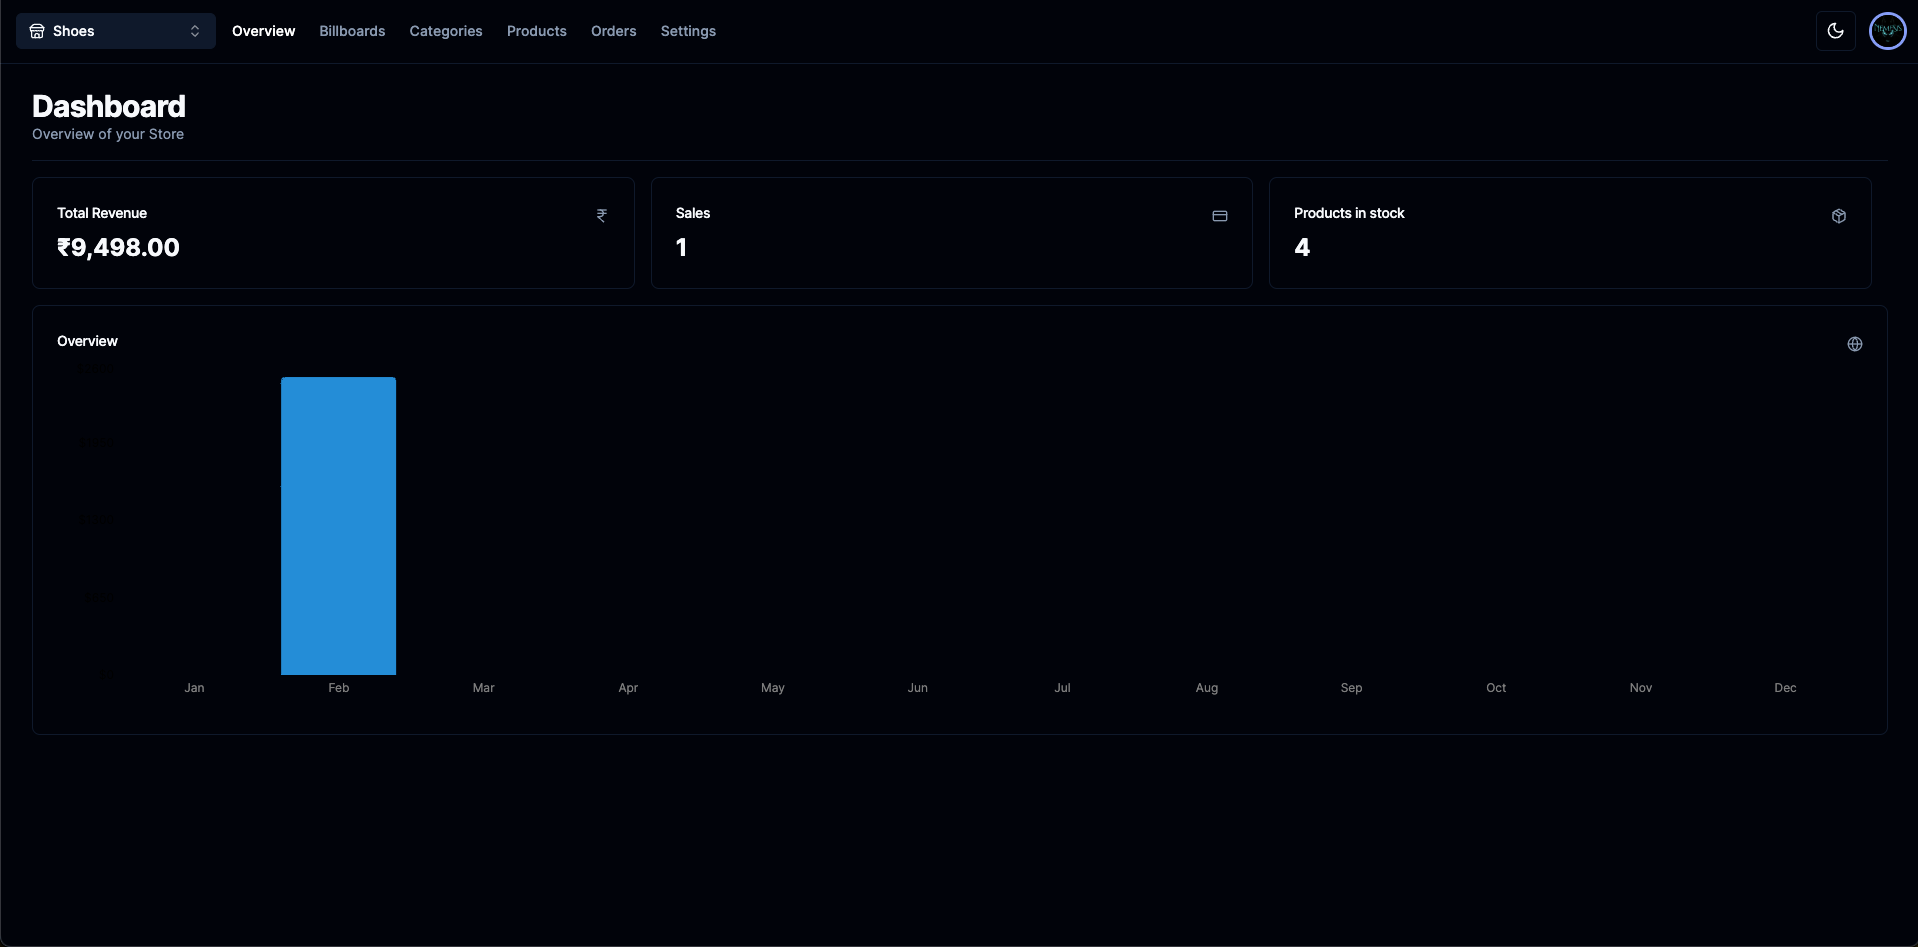 Shoes
Overview Billboards Categories Products Orders Settings
Dashboard
Overview of your Store
Total Revenue
₹9,498.00
Sales
1
Products in stock
4
Overview
Jan Feb Mar Apr May Jun Jul Aug Sep Oct Nov Dec